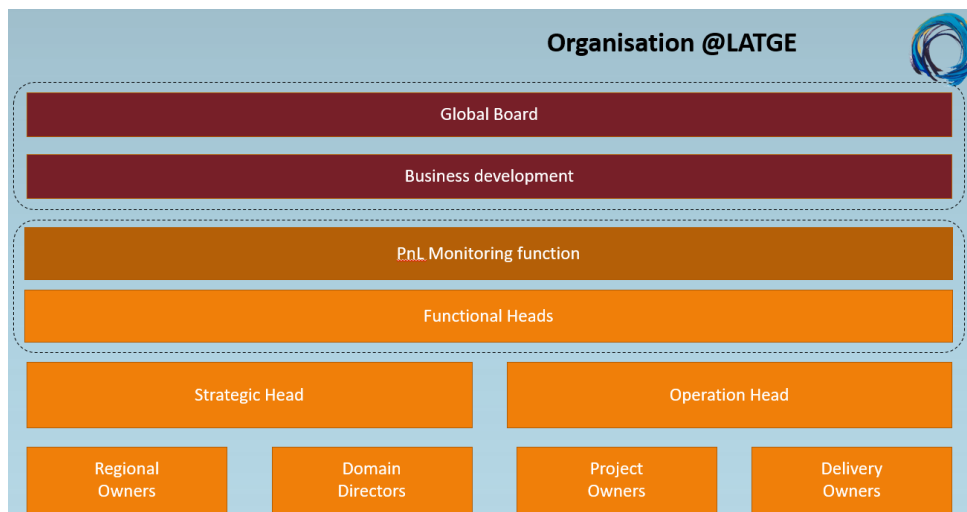 Organisation @LATGE
Global Board
Business development
PnL Monitoring function
Functional Heads
Strategic Head
Operation Head
Regional
Owners
Domain
Directors
Project
Owners
Delivery
Owners